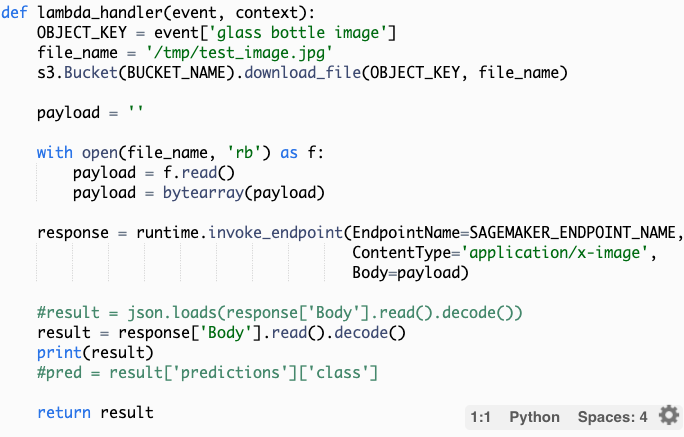 def lambda_handler(event, context):
    OBJECT_KEY = event['glass bottle image']
    file_name = '/tmp/test_image.jpg'
    s3.Bucket(BUCKET_NAME).download_file(OBJECT_KEY, file_name)

    payload = ''

    with open(file_name, 'rb') as f:
        payload = f.read()
        payload = bytearray(payload)

    response = runtime.invoke_endpoint(EndpointName=SAGEMAKER_ENDPOINT_NAME,
                                       ContentType='application/x-image',
                                       Body=payload)

    #result = json.loads(response['Body'].read().decode())
    result = response['Body'].read().decode()
    print(result)
    #pred = result['predictions']['class']

    return result
1:1 Python Spaces: 4